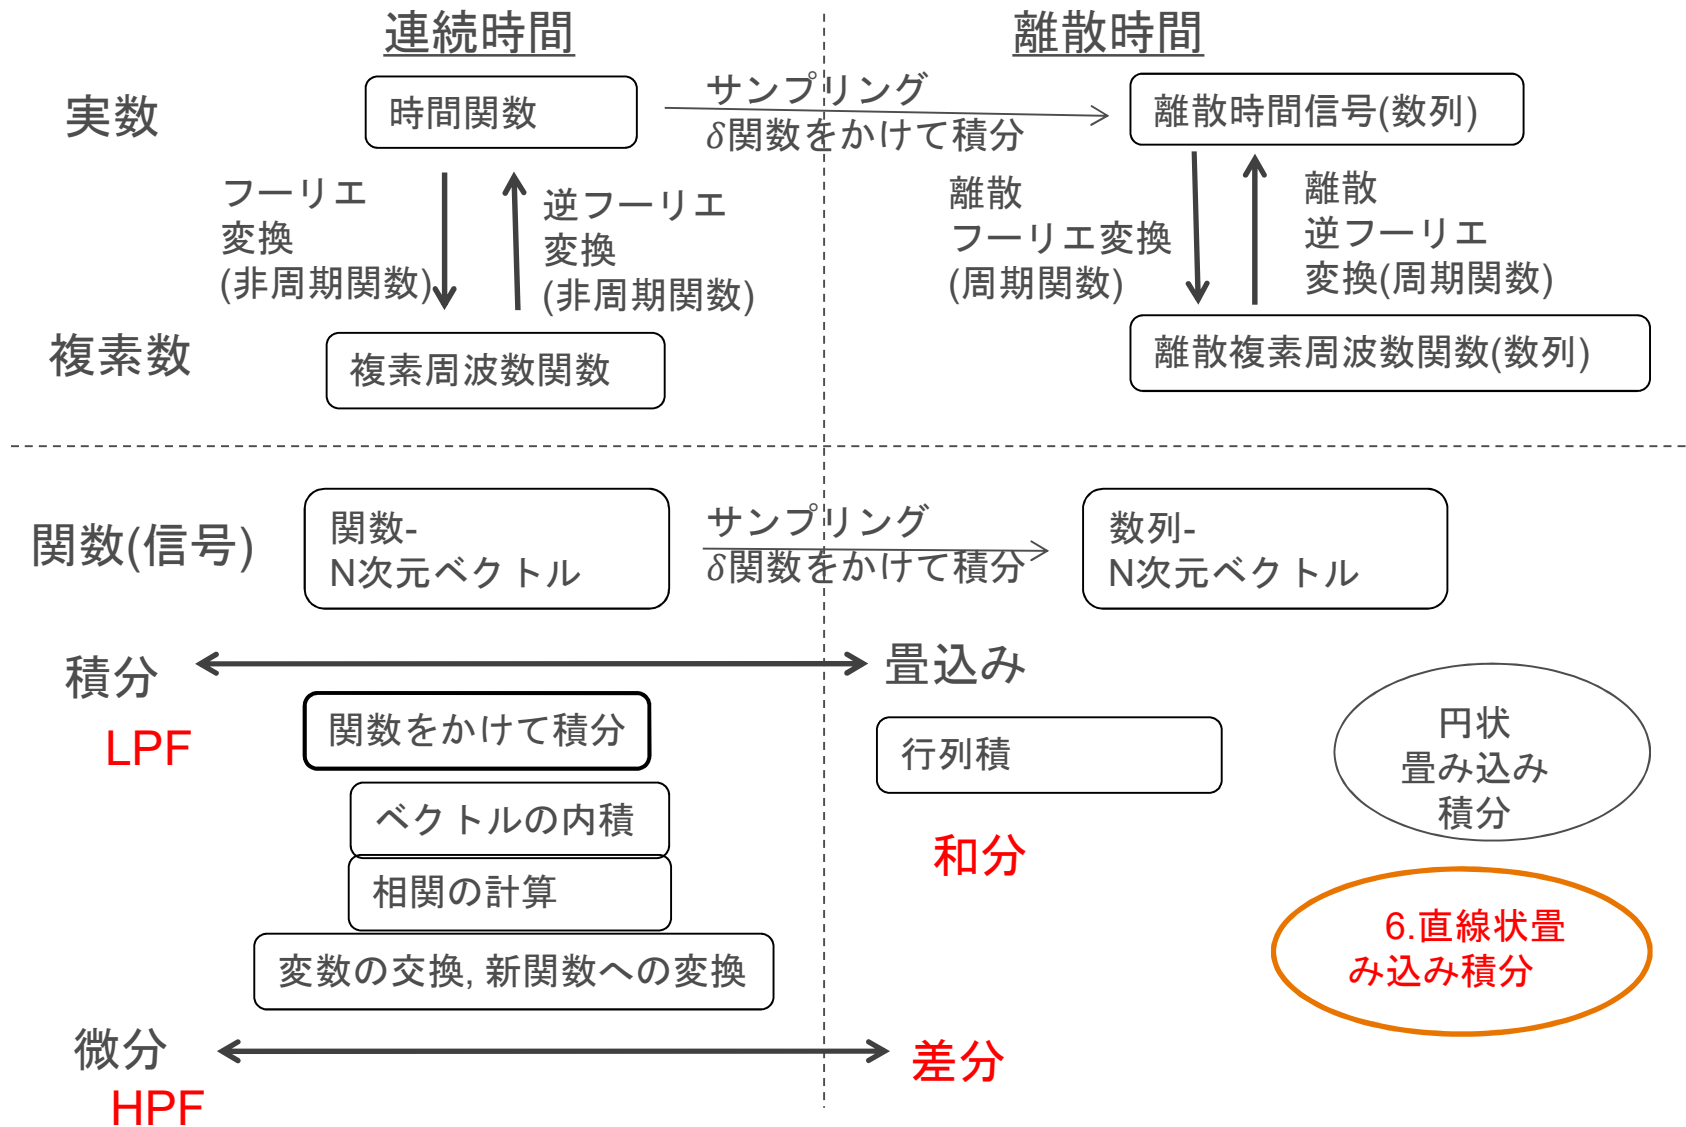 連続時間
離散時間
実数
時間関数
サンプリング
δ関数をかけて積分
離散時間信号(数列)
フーリエ
変換
(非周期関数)
逆フーリエ
変換
(非周期関数)
離散
フーリエ変換
(周期関数)
離散
逆フーリエ
変換(周期関数)
複素数
複素周波数関数
離散複素周波数関数(数列)
関数(信号)
関数-
N次元ベクトル
サンプリング
δ関数をかけて積分
数列-
N次元ベクトル
積分
畳込み
LPF
関数をかけて積分
行列積
円状
畳み込み
積分
ベクトルの内積
和分
相関の計算
6.直線状畳
み込み積分
変数の交換, 新関数への変換
微分
差分
HPF